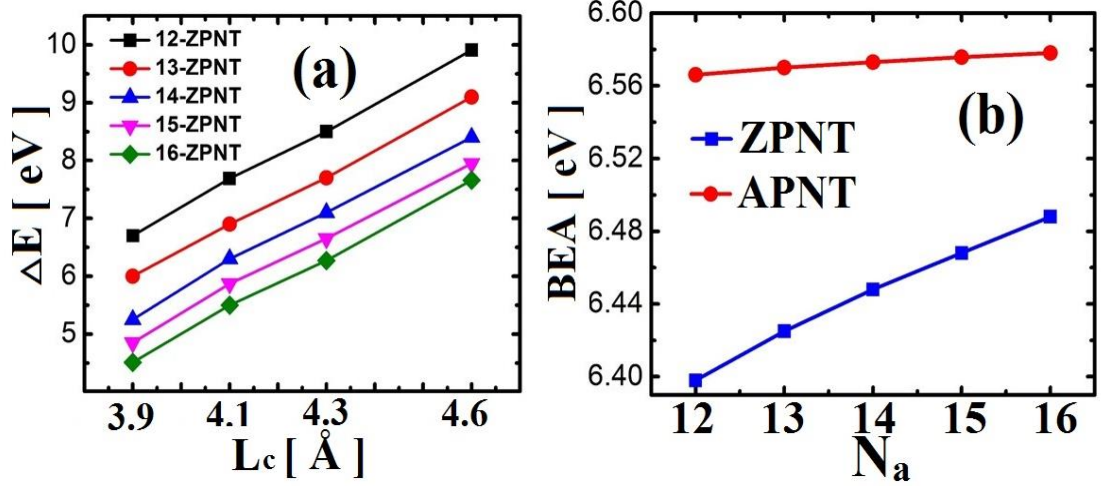 (a)
12-ZPNT
13-ZPNT
14-ZPNT
15-ZPNT
16-ZPNT
△E [ eV ]
10
9
8
7
6
5
3.9 4.1 4.3 4.6
Lc [ Å ]
(b)
ZPNT
APNT
BEA [ eV ]
6.60
6.56
6.52
6.48
6.44
6.40
12 13 14 15 16
Na